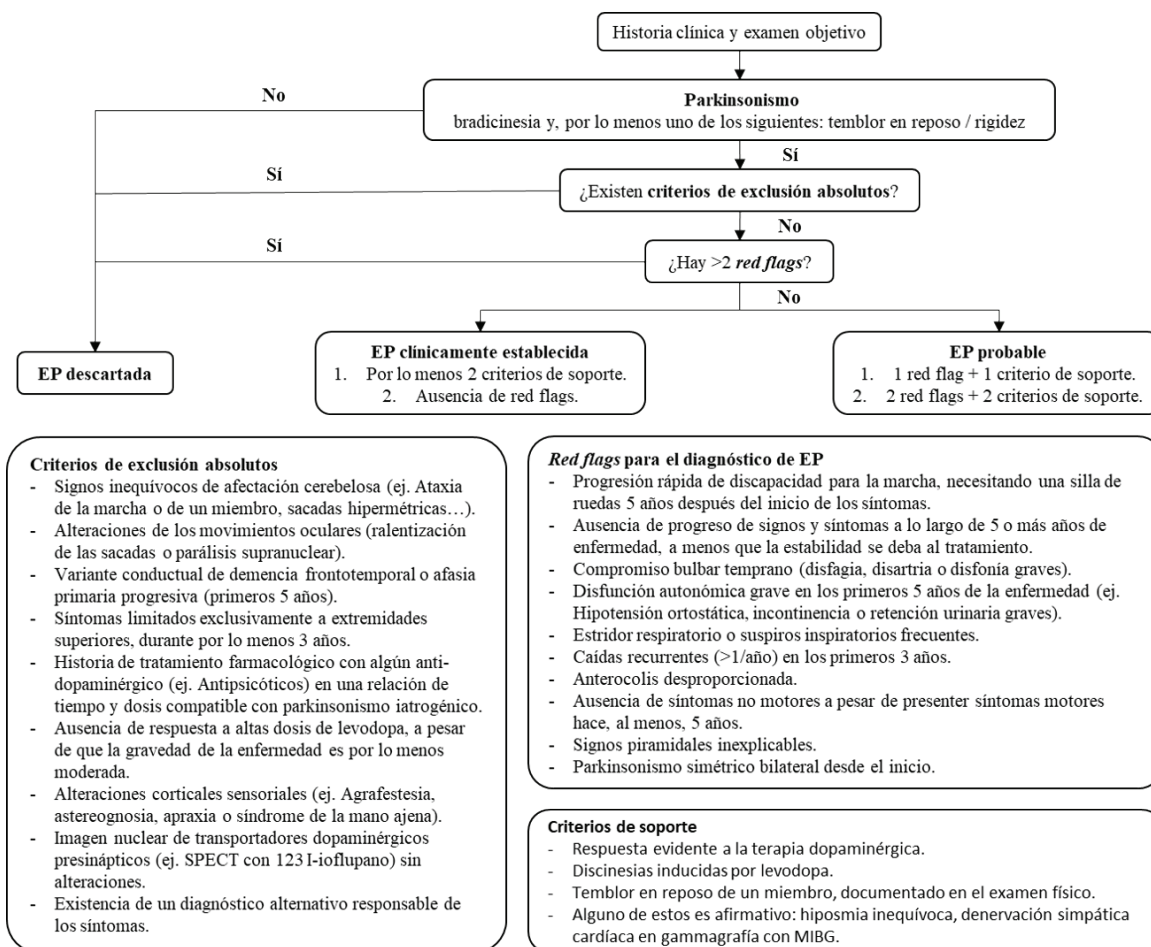 Historia clínica y examen objetivo
No
Parkinsonismo
bradicinesia y, por lo menos uno de los siguientes: temblor en reposo / rigidez
Sí
Sí
¿Existen criterios de exclusión absolutos?
No
Sí
¿Hay >2 red flags?
No
EP descartada
EP clínicamente establecida
1. Por lo menos 2 criterios de soporte.
2. Ausencia de red flags.
EP probable
1. 1 red flag + 1 criterio de soporte.
2. 2 red flags + 2 criterios de soporte.
Criterios de exclusión absolutos
- Signos inequívocos de afectación cerebelosa (ej. Ataxia
de la marcha o de un miembro, sacadas hipermétricas…).
- Alteraciones de los movimientos oculares (ralentización
de las sacadas o parálisis supranuclear).
- Variante conductual de demencia frontotemporal o afasia
primaria progresiva (primeros 5 años).
- Síntomas limitados exclusivamente a extremidades
superiores, durante por lo menos 3 años.
- Historia de tratamiento farmacológico con algún anti-
dopaminérgico (ej. Antipsicóticos) en una relación de
tiempo y dosis compatible con parkinsonismo iatrogénico.
- Ausencia de respuesta a altas dosis de levodopa, a pesar
de que la gravedad de la enfermedad es por lo menos
moderada.
- Alteraciones corticales sensoriales (ej. Agrafestesia,
astereognosia, apraxia o síndrome de la mano ajena).
- Imagen nuclear de transportadores dopaminérgicos
presinápticos (ej. SPECT con 123 I-ioflupano) sin
alteraciones.
- Existencia de un diagnóstico alternativo responsable de
los síntomas.
Red flags para el diagnóstico de EP
- Progresión rápida de discapacidad para la marcha, necesitando una silla de
ruedas 5 años después del inicio de los síntomas.
- Ausencia de progreso de signos y síntomas a lo largo de 5 o más años de
enfermedad, a menos que la estabilidad se deba al tratamiento.
- Compromiso bulbar temprano (disfagia, disartria o disfonía graves).
- Disfunción autonómica grave en los primeros 5 años de la enfermedad (ej.
Hipotensión ortostática, incontinencia o retención urinaria graves).
- Estridor respiratorio o suspiros inspiratorios frecuentes.
- Caídas recurrentes (>1/año) en los primeros 3 años.
- Anterocolis desproporcionada.
- Ausencia de síntomas no motores a pesar de presentar síntomas motores
hace, al menos, 5 años.
- Signos piramidales inexplicables.
- Parkinsonismo simétrico bilateral desde el inicio.
Criterios de soporte
- Respuesta evidente a la terapia dopaminérgica.
- Discinesias inducidas por levodopa.
- Temblor en reposo de un miembro, documentado en el examen físico.
- Alguno de estos es afirmativo: hiposmia inequívoca, denervación simpática
cardíaca en gammagrafía con MIBG.